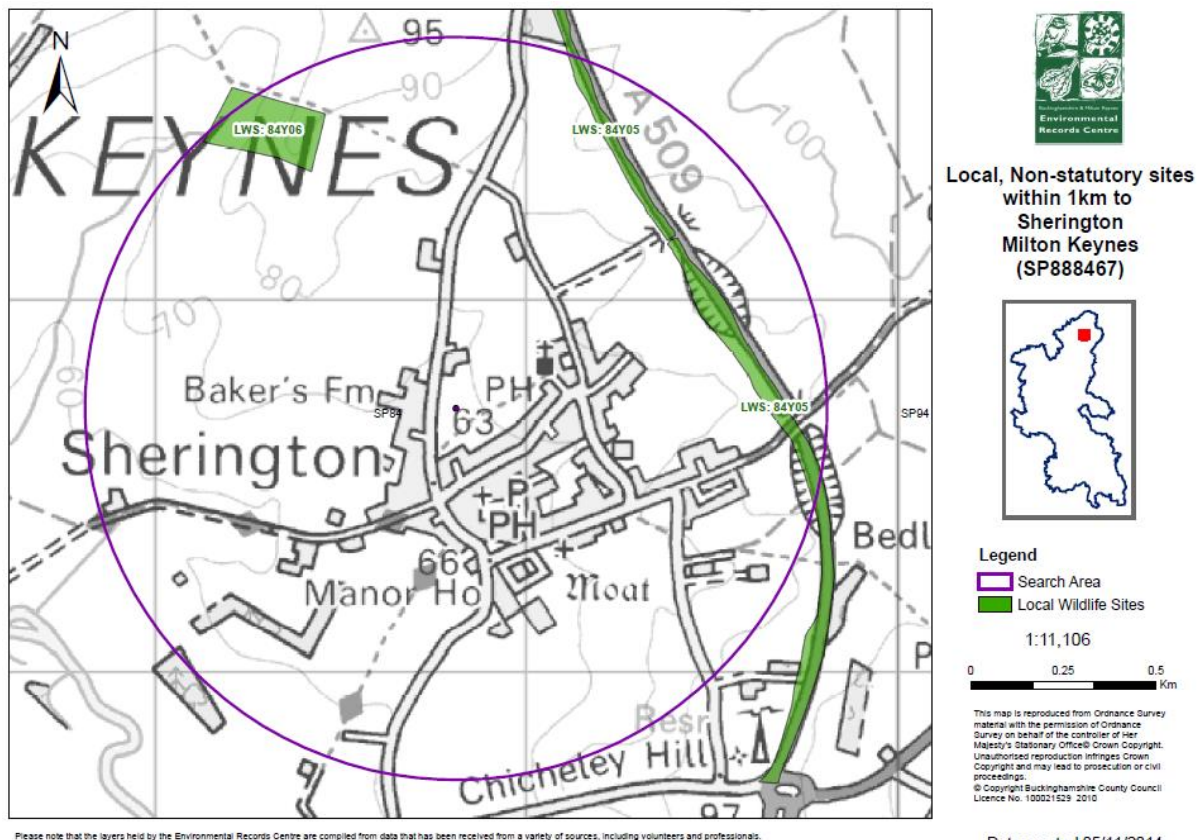 N
95
90
KEYNES
LWS: 84Y06
LWS: 84Y05
A 509
100
80
70
60
Baker's Fm
PH
SP84
63
LWS: 84Y05
SP94
Sherington
P
PH
Bedl
66
Manor Ho
Moat
P
Resr
Chicheley Hill
97
Buckinghamshire & Milton Keynes
Environmental
Records Centre
Local, Non-statutory sites
within 1km to
Sherington
Milton Keynes
(SP888467)
Legend
Search Area
Local Wildlife Sites
1:11,106
0 0.25 0.5
Km
This map is reproduced from Ordnance Survey
material with the permission of Ordnance
Survey on behalf of the controller of Her
Majesty's Stationary Office© Crown Copyright.
Unauthorised reproduction infringes Crown
Copyright and may lead to prosecution or civil
proceedings.
© Copyright Buckinghamshire County Council
Licence No. 100021529 2010
Please note that the layers held by the Environmental Records Centre are compiled from data that has been received from a variety of sources, including volunteers and professionals.